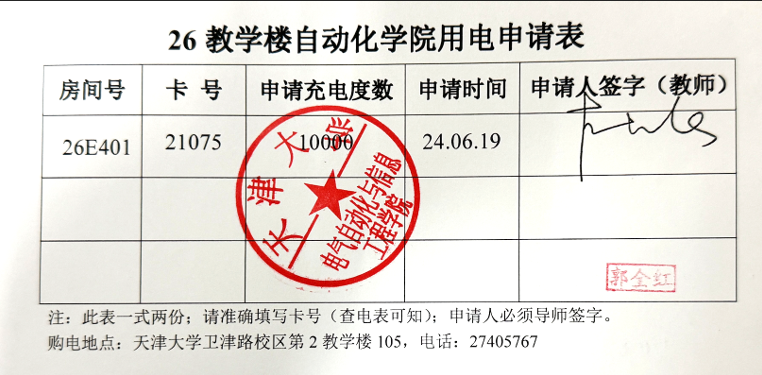 26 教学楼自动化学院用电申请表
房间号 卡 号 申请充电度数 申请时间 申请人签字（教师）
26E401 21075 10000 24.06.19
天津大学
电气自动化与信息
工程学院
郭全红
注：此表一式两份；请准确填写卡号（查电表可知）；申请人必须导师签字。
购电地点：天津大学卫津路校区第 2 教学楼 105，电话：27405767